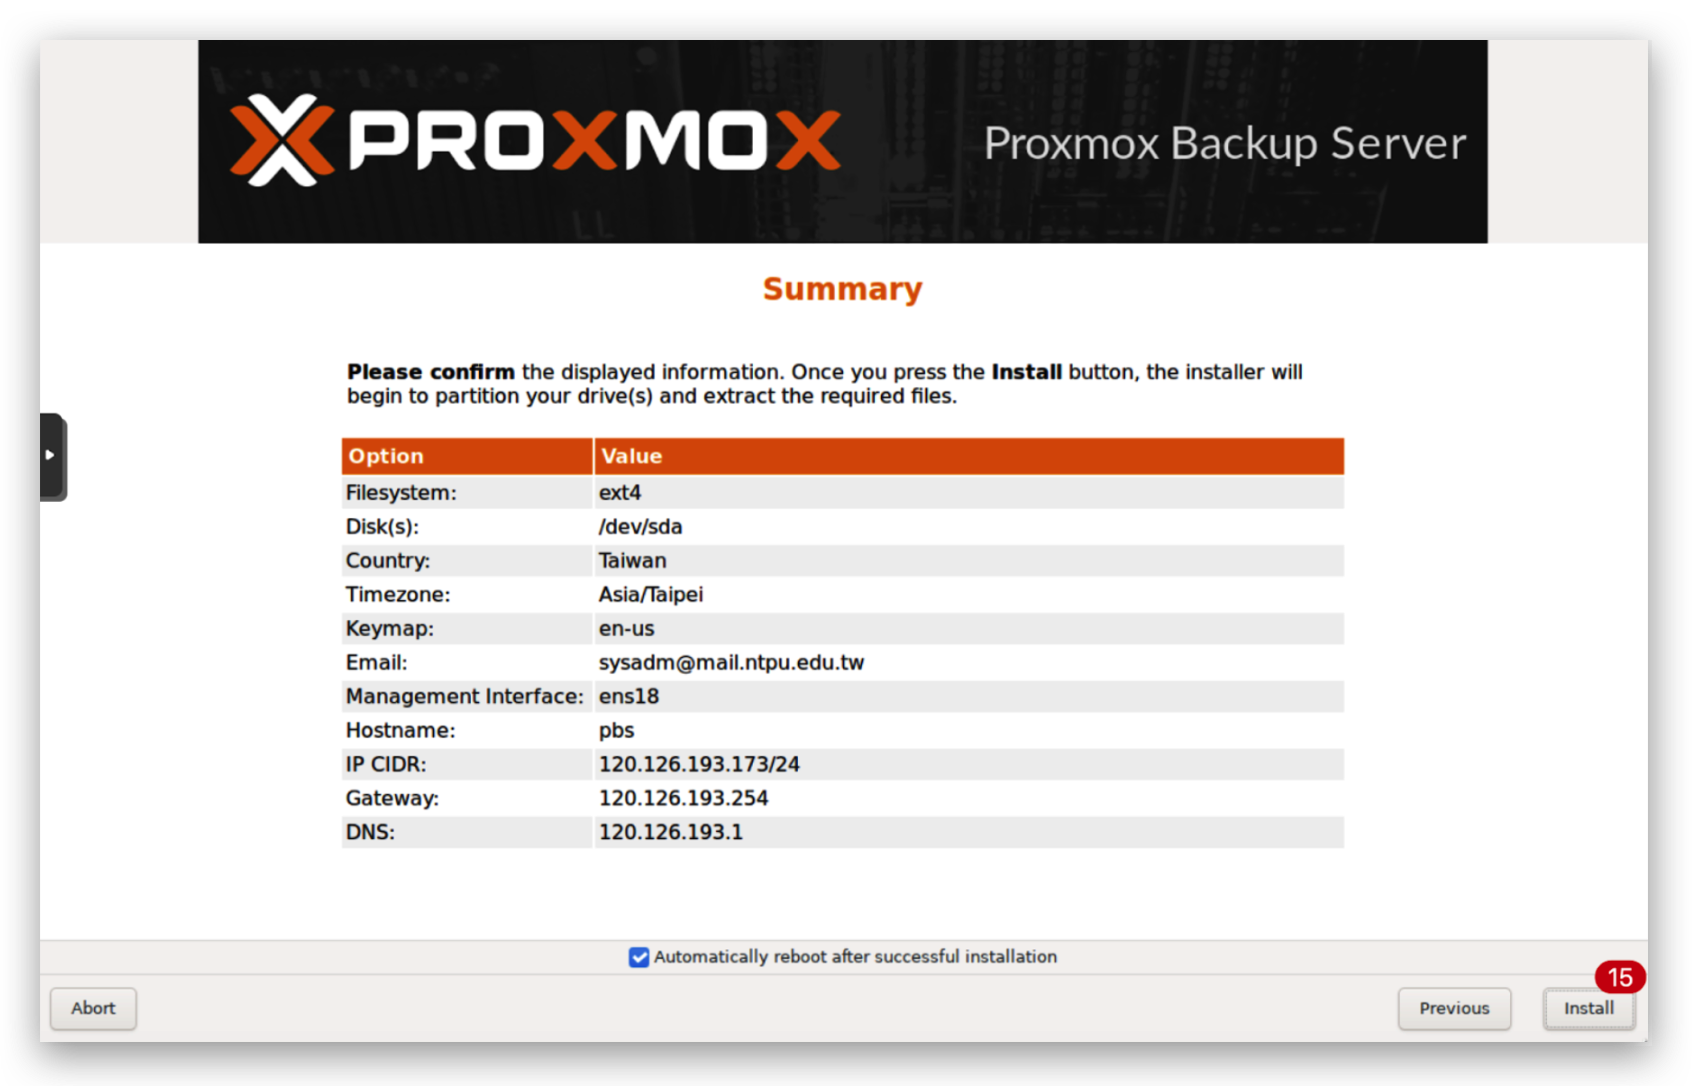 PROXMOX
Proxmox Backup Server
Summary
Please confirm the displayed information. Once you press the Install button, the installer will
begin to partition your drive(s) and extract the required files.
Option Value
Filesystem: ext4
Disk(s): /dev/sda
Country: Taiwan
Timezone: Asia/Taipei
Keymap: en-us
Email: sysadm@mail.ntpu.edu.tw
Management Interface: ens18
Hostname: pbs
IP CIDR: 120.126.193.173/24
Gateway: 120.126.193.254
DNS: 120.126.193.1
Automatically reboot after successful installation
15
Abort Previous Install